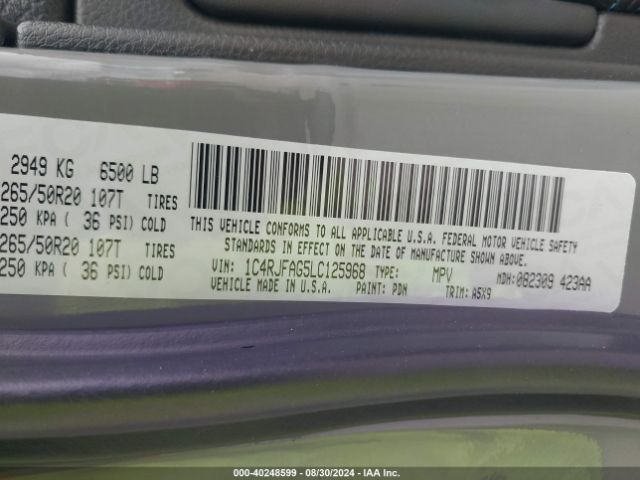 2949 KG 6500 LB
265/50R20 107T TIRES
250 KPA ( 36 PSI) COLD
265/50R20 107T TIRES
250 KPA ( 36 PSI) COLD
THIS VEHICLE CONFORMS TO ALL APPLICABLE U.S.A. FEDERAL MOTOR VEHICLE SAFETY
STANDARDS IN EFFECT ON THE DATE OF MANUFACTURE SHOWN ABOVE.
VIN: 1C4RJFAG5LC125968 TYPE: MPV MDH:082309 423AA
VEHICLE MADE IN U.S.A. PAINT: PDN TRIM: A5X9
000-40248599 — 08/30/2024 — IAA Inc.